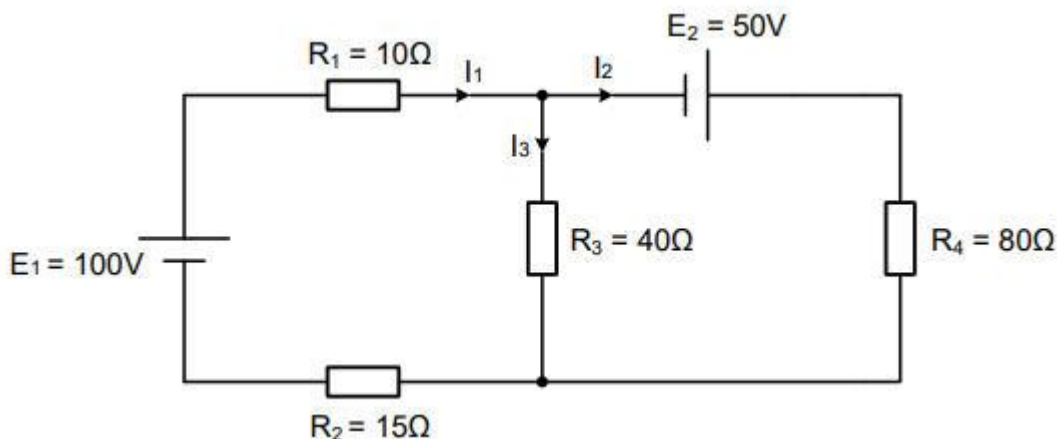 E₂ = 50V
R₁ = 10Ω
I₁
I₂
I₃
R₃ = 40Ω
R₄ = 80Ω
E₁ = 100V
R₂ = 15Ω